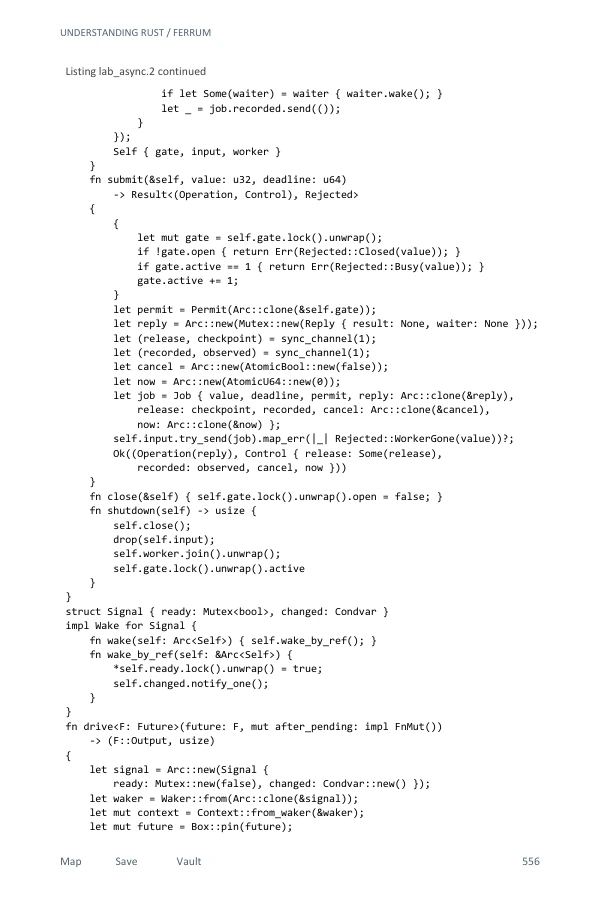 UNDERSTANDING RUST / FERRUM
Listing lab_async.2 continued
                if let Some(waiter) = waiter { waiter.wake(); }
                let _ = job.recorded.send(());
            }
        });
        Self { gate, input, worker }
    }
    fn submit(&self, value: u32, deadline: u64)
        -> Result<(Operation, Control), Rejected>
    {
        {
            let mut gate = self.gate.lock().unwrap();
            if !gate.open { return Err(Rejected::Closed(value)); }
            if gate.active == 1 { return Err(Rejected::Busy(value)); }
            gate.active += 1;
        }
        let permit = Permit(Arc::clone(&self.gate));
        let reply = Arc::new(Mutex::new(Reply { result: None, waiter: None }));
        let (release, checkpoint) = sync_channel(1);
        let (recorded, observed) = sync_channel(1);
        let cancel = Arc::new(AtomicBool::new(false));
        let now = Arc::new(AtomicU64::new(0));
        let job = Job { value, deadline, permit, reply: Arc::clone(&reply),
            release: checkpoint, recorded, cancel: Arc::clone(&cancel),
            now: Arc::clone(&now) };
        self.input.try_send(job).map_err(|_| Rejected::WorkerGone(value))?;
        Ok((Operation(reply), Control { release: Some(release),
            recorded: observed, cancel, now }))
    }
    fn close(&self) { self.gate.lock().unwrap().open = false; }
    fn shutdown(self) -> usize {
        self.close();
        drop(self.input);
        self.worker.join().unwrap();
        self.gate.lock().unwrap().active
    }
}
struct Signal { ready: Mutex<bool>, changed: Condvar }
impl Wake for Signal {
    fn wake(self: Arc<Self>) { self.wake_by_ref(); }
    fn wake_by_ref(self: &Arc<Self>) {
        *self.ready.lock().unwrap() = true;
        self.changed.notify_one();
    }
}
fn drive<F: Future>(future: F, mut after_pending: impl FnMut())
    -> (F::Output, usize)
{
    let signal = Arc::new(Signal {
        ready: Mutex::new(false), changed: Condvar::new() });
    let waker = Waker::from(Arc::clone(&signal));
    let mut context = Context::from_waker(&waker);
    let mut future = Box::pin(future);
Map Save Vault 556